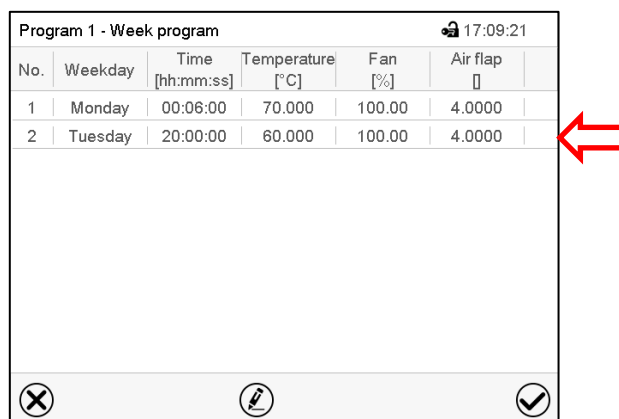 Program 1 - Week program 17:09:21
No. Weekday Time [hh:mm:ss] Temperature [°C] Fan [%] Air flap []
1 Monday 00:06:00 70.000 100.00 4.0000
2 Tuesday 20:00:00 60.000 100.00 4.0000